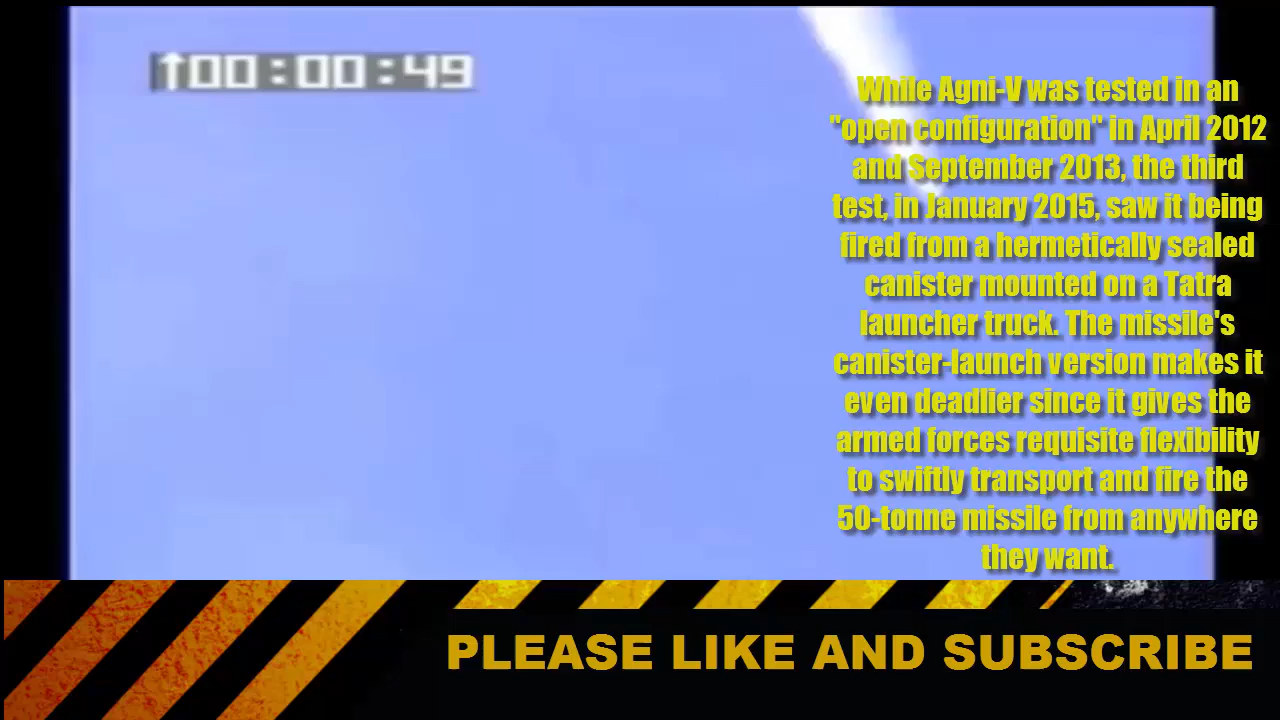 ↑00:00:49
While Agni-V was tested in an
"open configuration" in April 2012
and September 2013, the third
test, in January 2015, saw it being
fired from a hermetically sealed
canister mounted on a Tatra
launcher truck. The missile's
canister-launch version makes it
even deadlier since it gives the
armed forces requisite flexibility
to swiftly transport and fire the
50-tonne missile from anywhere
they want.
PLEASE LIKE AND SUBSCRIBE